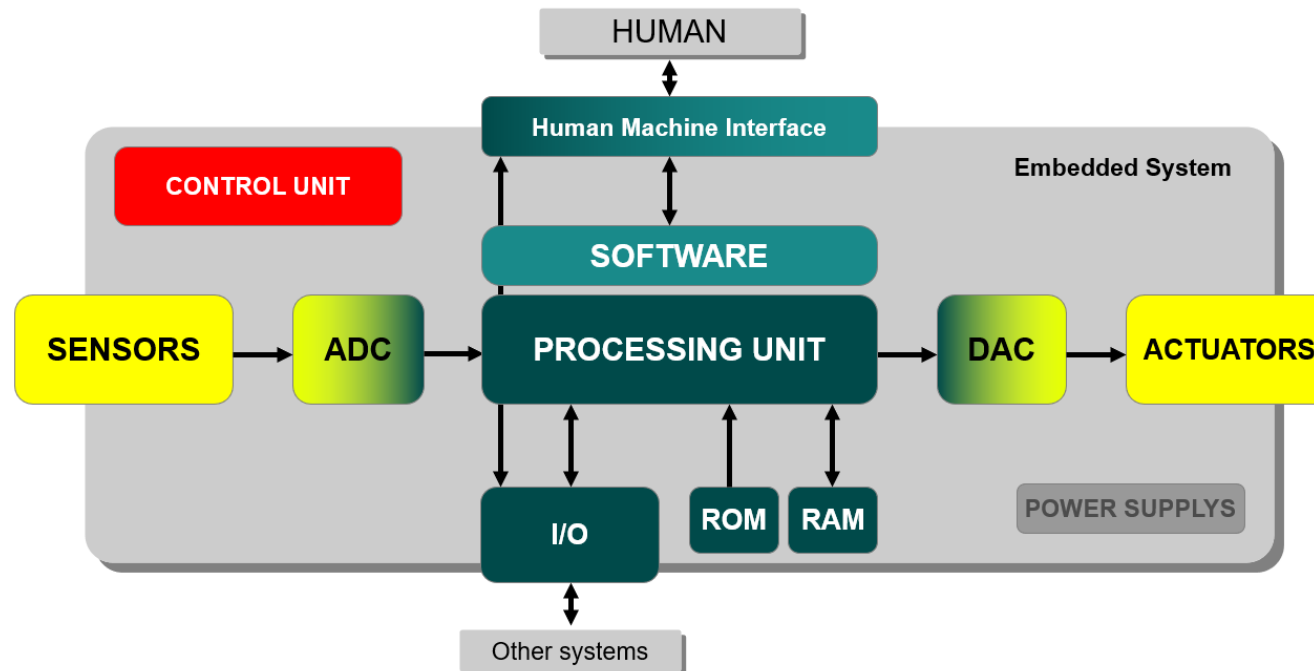 HUMAN
Human Machine Interface
CONTROL UNIT
Embedded System
SOFTWARE
SENSORS
ADC
PROCESSING UNIT
DAC
ACTUATORS
I/O
ROM
RAM
POWER SUPPLYS
Other systems